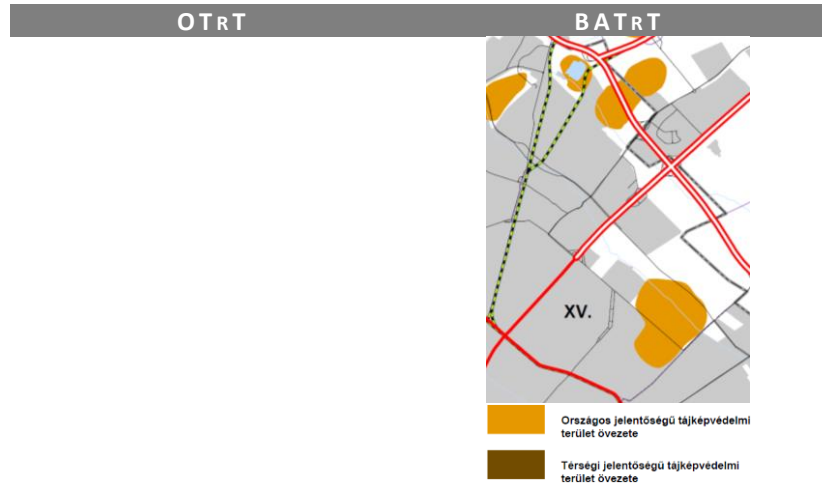 OTRT BATRT
XV.
Országos jelentőségű tájképvédelmi
terület övezete
Térségi jelentőségű tájképvédelmi
terület övezete